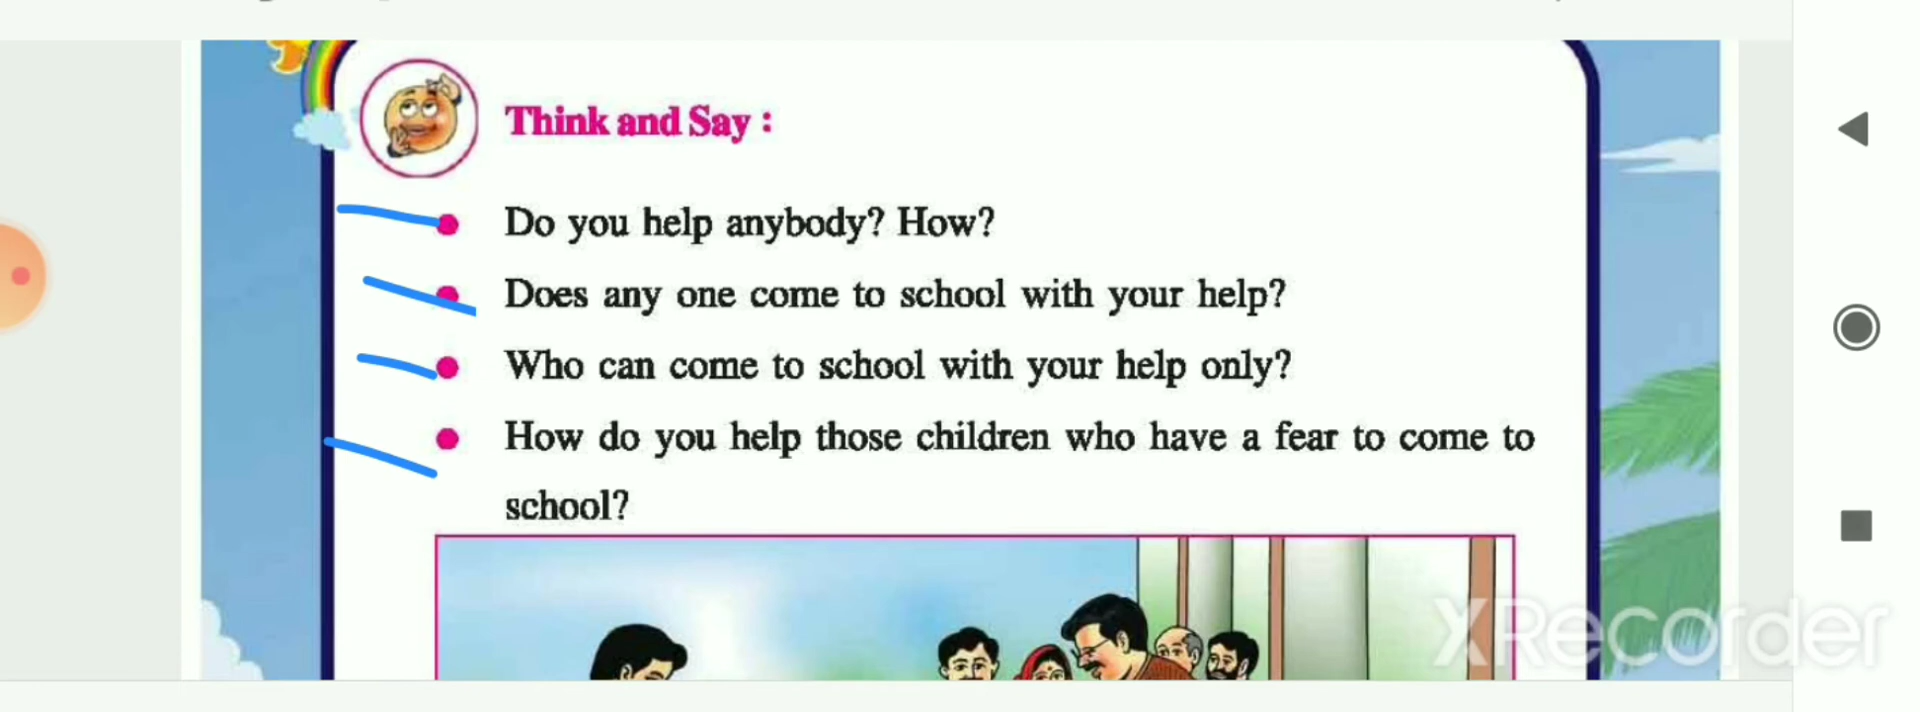 Think and Say :
Do you help anybody? How?
Does any one come to school with your help?
Who can come to school with your help only?
How do you help those children who have a fear to come to
school?
XRecorder